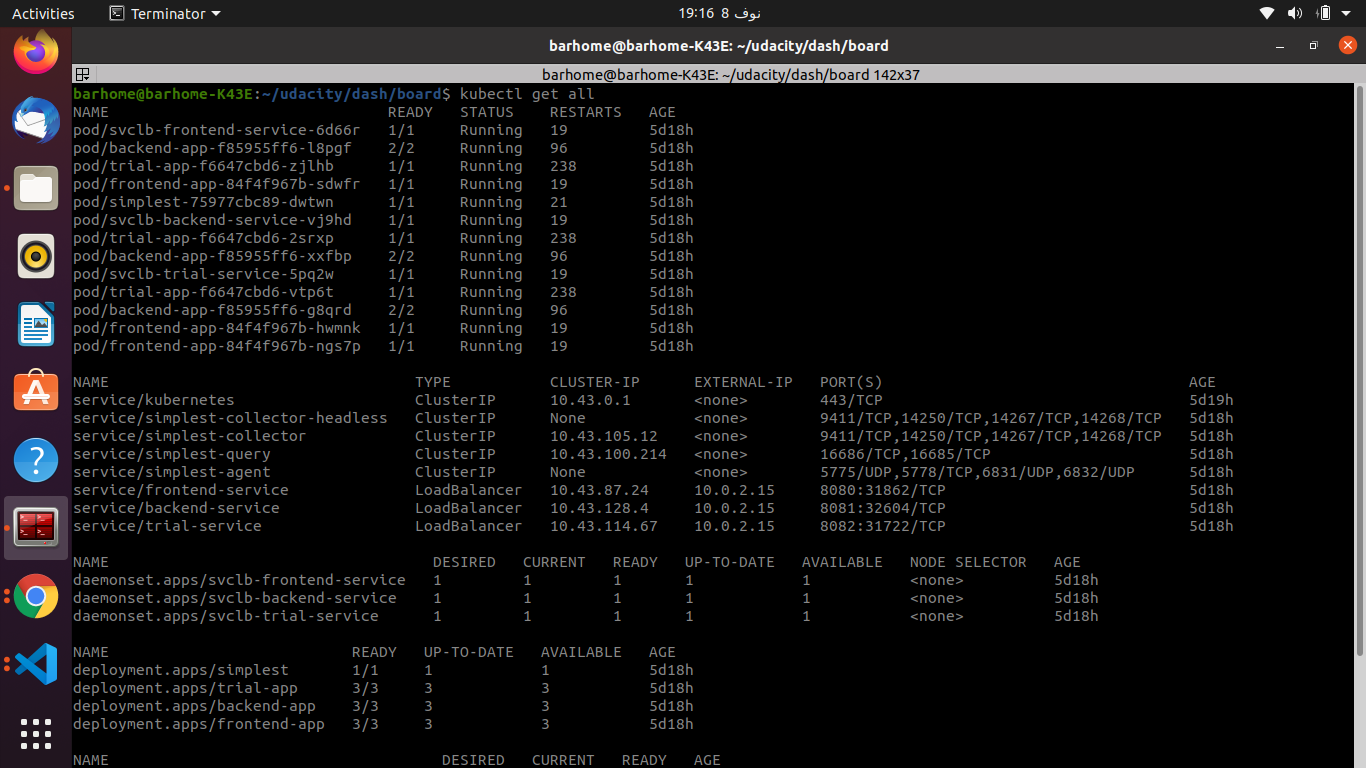 Activities
Terminator
19:16 8 نوف
barhome@barhome-K43E: ~/udacity/dash/board
barhome@barhome-K43E: ~/udacity/dash/board 142x37
barhome@barhome-K43E:~/udacity/dash/board$ kubectl get all
NAME READY STATUS RESTARTS AGE
pod/svclb-frontend-service-6d66r 1/1 Running 19 5d18h
pod/backend-app-f85955ff6-l8pgf 2/2 Running 96 5d18h
pod/trial-app-f6647cbd6-zjlhb 1/1 Running 238 5d18h
pod/frontend-app-84f4f967b-sdwfr 1/1 Running 19 5d18h
pod/simplest-75977cbc89-dwtwn 1/1 Running 21 5d18h
pod/svclb-backend-service-vj9hd 1/1 Running 19 5d18h
pod/trial-app-f6647cbd6-2srxp 1/1 Running 238 5d18h
pod/backend-app-f85955ff6-xxfbp 2/2 Running 96 5d18h
pod/svclb-trial-service-5pq2w 1/1 Running 19 5d18h
pod/trial-app-f6647cbd6-vtp6t 1/1 Running 238 5d18h
pod/backend-app-f85955ff6-g8qrd 2/2 Running 96 5d18h
pod/frontend-app-84f4f967b-hwmnk 1/1 Running 19 5d18h
pod/frontend-app-84f4f967b-ngs7p 1/1 Running 19 5d18h
NAME TYPE CLUSTER-IP EXTERNAL-IP PORT(S) AGE
service/kubernetes ClusterIP 10.43.0.1 <none> 443/TCP 5d19h
service/simplest-collector-headless ClusterIP None <none> 9411/TCP,14250/TCP,14267/TCP,14268/TCP 5d18h
service/simplest-collector ClusterIP 10.43.105.12 <none> 9411/TCP,14250/TCP,14267/TCP,14268/TCP 5d18h
service/simplest-query ClusterIP 10.43.100.214 <none> 16686/TCP,16685/TCP 5d18h
service/simplest-agent ClusterIP None <none> 5775/UDP,5778/TCP,6831/UDP,6832/UDP 5d18h
service/frontend-service LoadBalancer 10.43.87.24 10.0.2.15 8080:31862/TCP 5d18h
service/backend-service LoadBalancer 10.43.128.4 10.0.2.15 8081:32604/TCP 5d18h
service/trial-service LoadBalancer 10.43.114.67 10.0.2.15 8082:31722/TCP 5d18h
NAME DESIRED CURRENT READY UP-TO-DATE AVAILABLE NODE SELECTOR AGE
daemonset.apps/svclb-frontend-service 1 1 1 1 1 <none> 5d18h
daemonset.apps/svclb-backend-service 1 1 1 1 1 <none> 5d18h
daemonset.apps/svclb-trial-service 1 1 1 1 1 <none> 5d18h
NAME READY UP-TO-DATE AVAILABLE AGE
deployment.apps/simplest 1/1 1 1 5d18h
deployment.apps/trial-app 3/3 3 3 5d18h
deployment.apps/backend-app 3/3 3 3 5d18h
deployment.apps/frontend-app 3/3 3 3 5d18h
NAME DESIRED CURRENT READY AGE